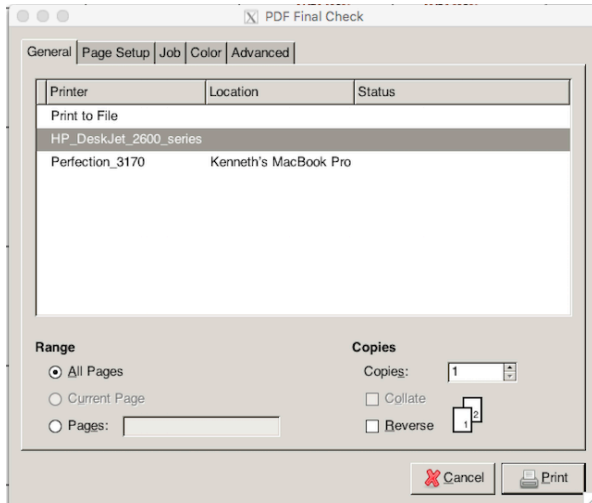 PDF Final Check
General Page Setup Job Color Advanced
Printer Location Status
Print to File
HP_DeskJet_2600_series
Perfection_3170 Kenneth's MacBook Pro
Range Copies
All Pages Copies: 1
Current Page Collate
Pages: Reverse 1 2
Cancel Print